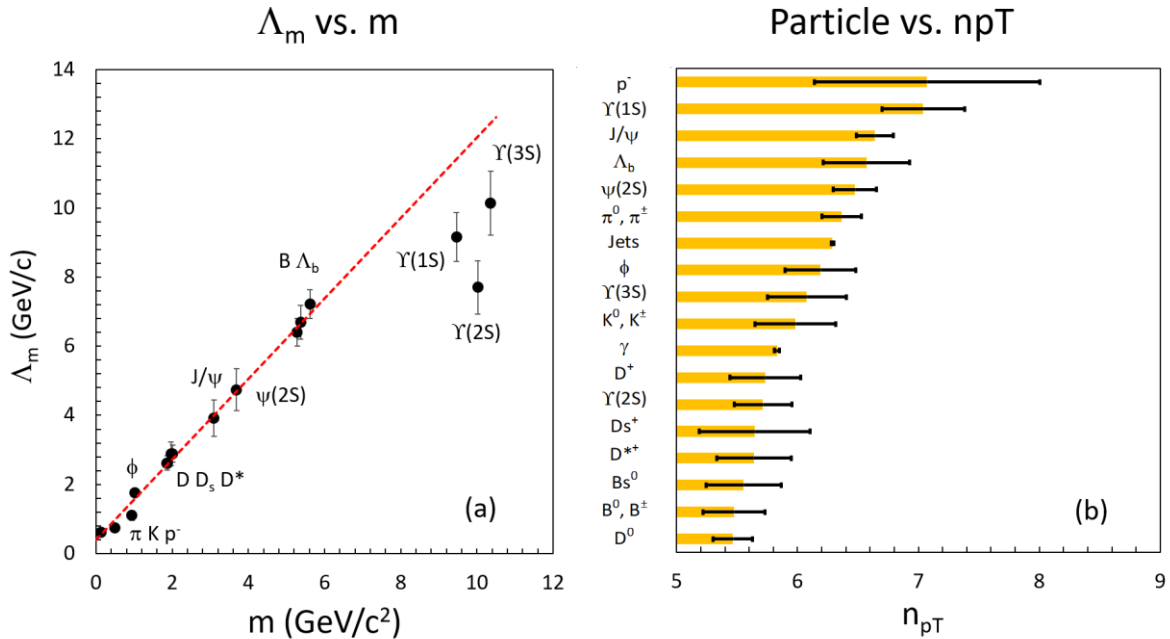 Λm vs. m
14
12
10
8
6
4
2
0
Λm (GeV/c)
ϒ(3S)
ϒ(1S)
ϒ(2S)
B Λb
J/ψ
ψ(2S)
ϕ
D Ds D*
π K p-
(a)
0 2 4 6 8 10 12
m (GeV/c²)
Particle vs. npT
p-
ϒ(1S)
J/ψ
Λb
ψ(2S)
π⁰, π±
Jets
ϕ
ϒ(3S)
K⁰, K±
γ
D⁺
ϒ(2S)
Ds⁺
D*⁺
Bs⁰
B⁰, B±
D⁰
(b)
5 6 7 8 9
npT